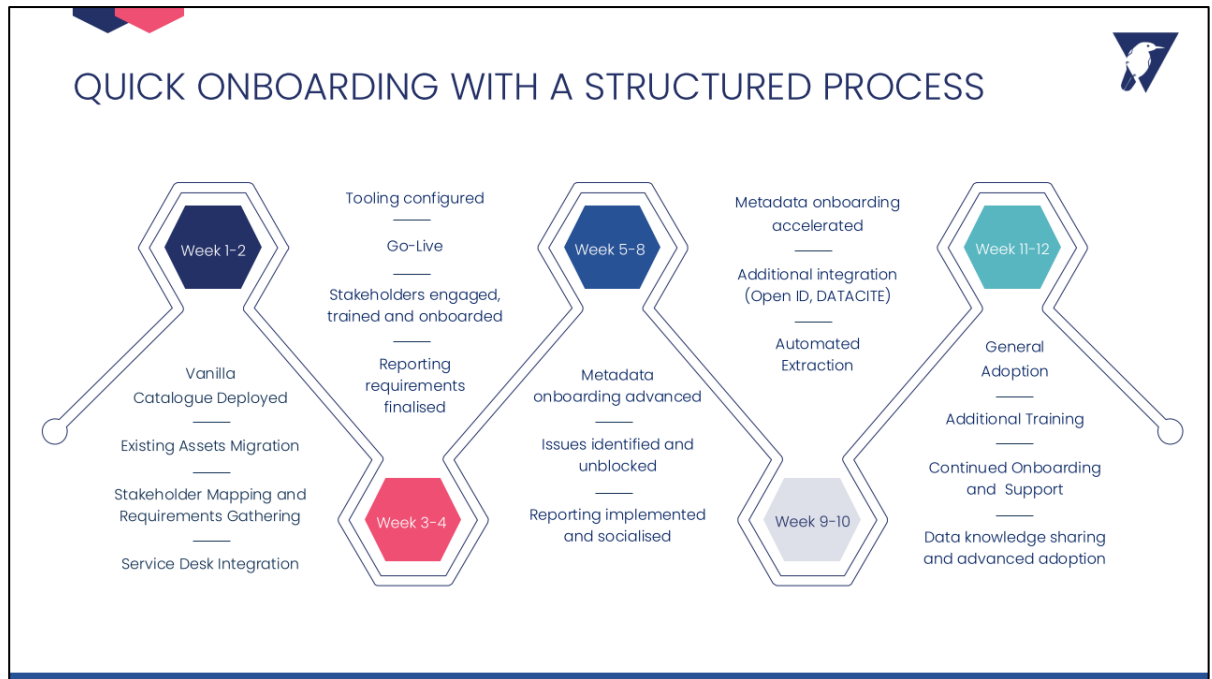 QUICK ONBOARDING WITH A STRUCTURED PROCESS
Week 1-2
Vanilla
Catalogue Deployed
Existing Assets Migration
Stakeholder Mapping and
Requirements Gathering
Service Desk Integration
Tooling configured
Go-Live
Stakeholders engaged,
trained and onboarded
Reporting
requirements
finalised
Week 3-4
Week 5-8
Metadata
onboarding advanced
Issues identified and
unblocked
Reporting implemented
and socialised
Metadata onboarding
accelerated
Additional integration
(Open ID, DATACITE)
Automated
Extraction
Week 9-10
Week 11-12
General
Adoption
Additional Training
Continued Onboarding
and Support
Data knowledge sharing
and advanced adoption